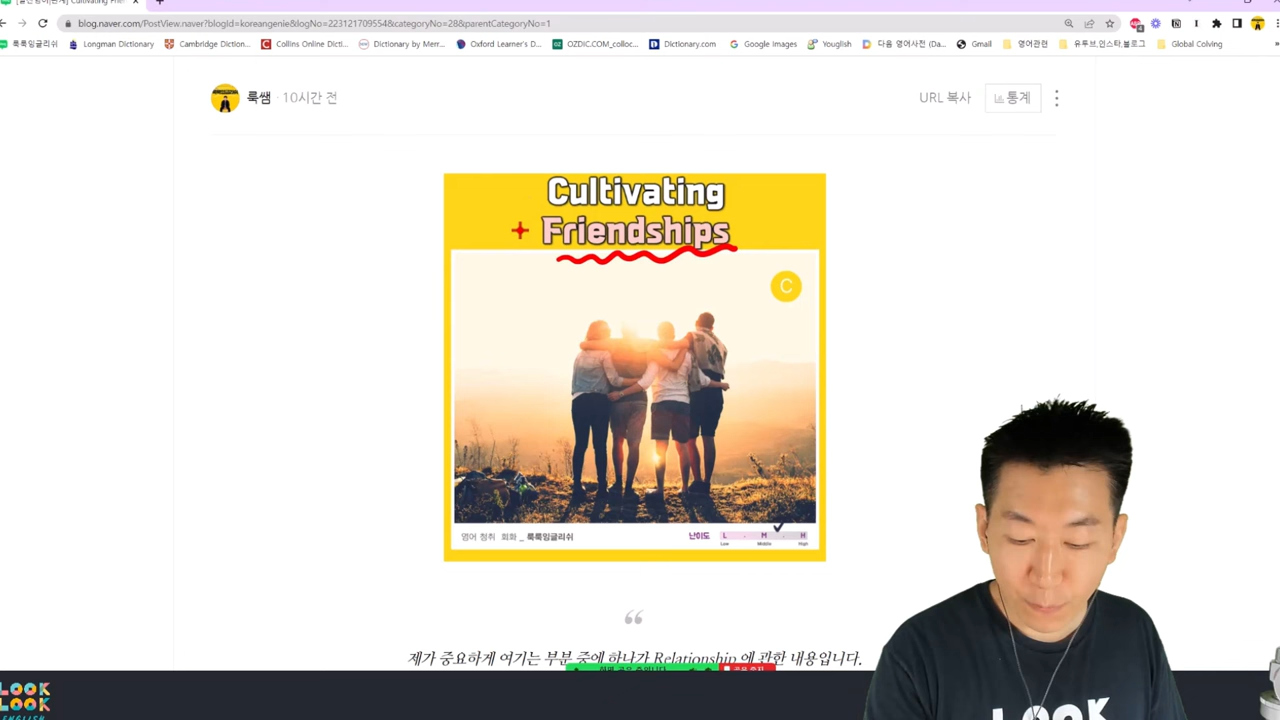 blog.naver.com/PostView.naver?blogId=koreangenie&logNo=223121709554&categoryNo=28&parentCategoryNo=1
룩룩잉글리쉬 Longman Dictionary Cambridge Diction... Collins Online Dicti... Dictionary by Merr... Oxford Learner's D... OZDIC.COM_colloc... Dictionary.com Google Images Youglish 다음 영어사전 (Da... Gmail 영어관련 유투브,인스타,블로그 Global Colving
룩쌤 · 10시간 전 URL 복사 통계
Cultivating
+ Friendships
C
영어 청취 회화 _ 룩룩잉글리쉬 난이도 L · M · H
Low Middle High
“
제가 중요하게 여기는 부분 중에 하나가 Relationship 에 관한 내용입니다.
LOOK
LOOK
ENGLISH
LOOK